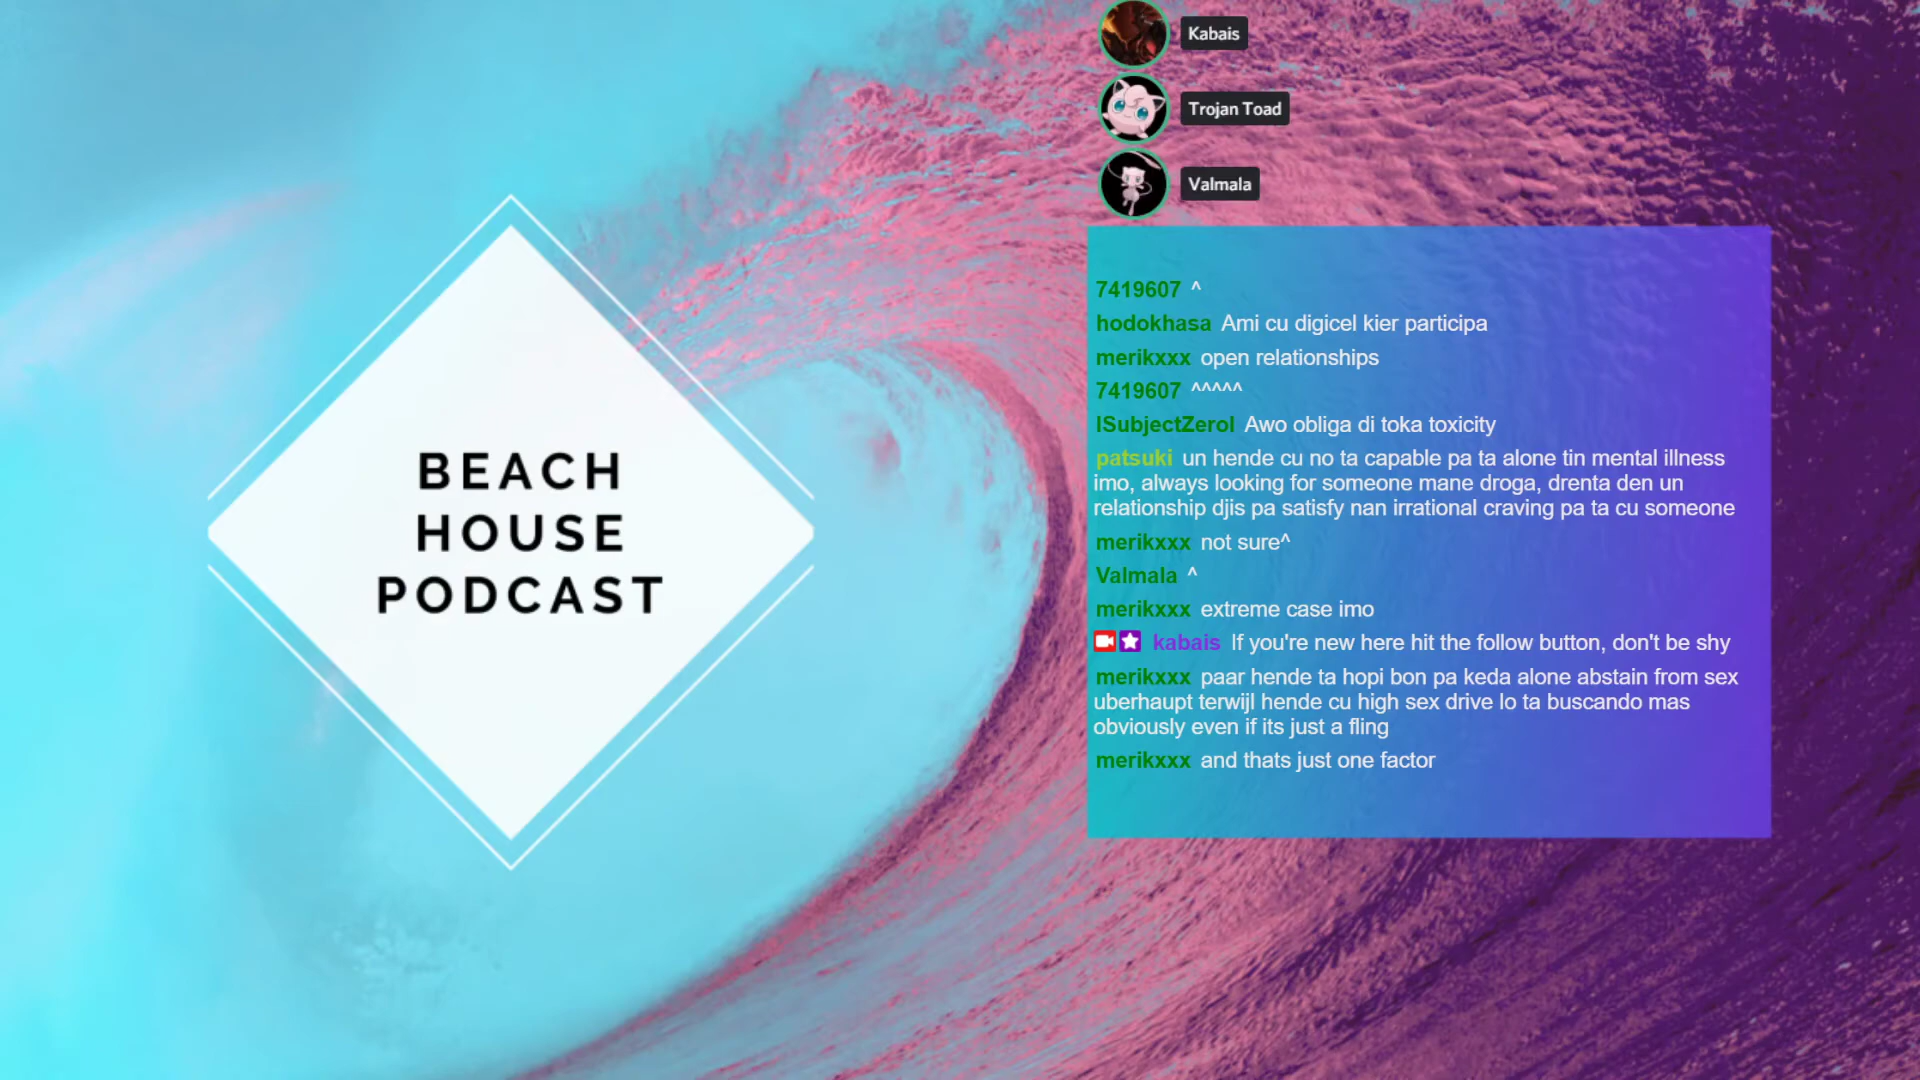 Kabais
Trojan Toad
Valmala
BEACH
HOUSE
PODCAST
7419607 ^
hodokhasa Ami cu digicel kier participa
merikxxx open relationships
7419607 ^^^^^
ISubjectZeroI Awo obliga di toka toxicity
patsuki un hende cu no ta capable pa ta alone tin mental illness
imo, always looking for someone mane droga, drenta den un
relationship djis pa satisfy nan irrational craving pa ta cu someone
merikxxx not sure^
Valmala ^
merikxxx extreme case imo
kabais If you're new here hit the follow button, don't be shy
merikxxx paar hende ta hopi bon pa keda alone abstain from sex
uberhaupt terwijl hende cu high sex drive lo ta buscando mas
obviously even if its just a fling
merikxxx and thats just one factor